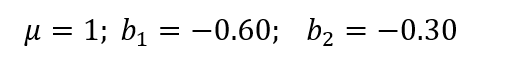 μ = 1; b₁ = −0.60; b₂ = −0.30